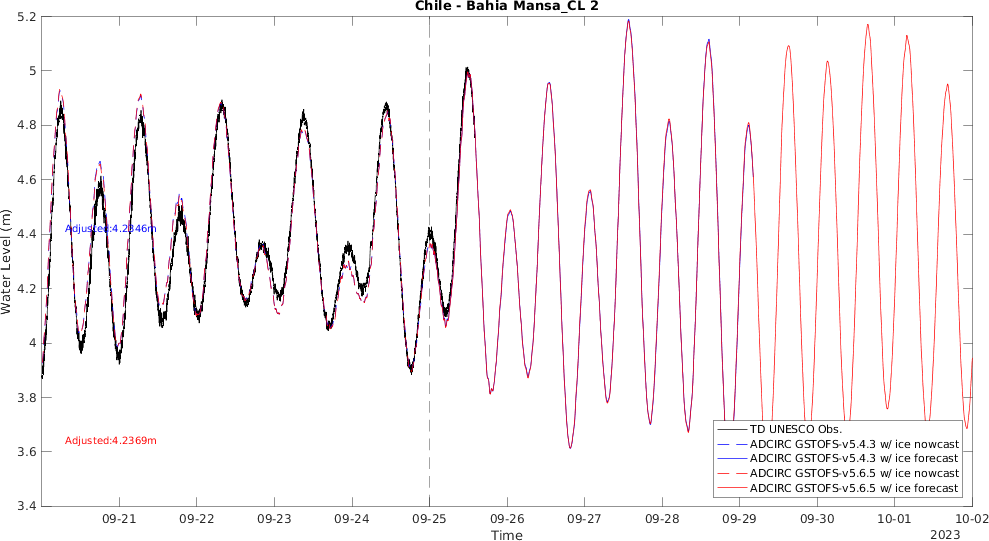 Chile - Bahia Mansa_CL 2
5.2
5
4.8
4.6
4.4
4.2
4
3.8
3.6
3.4
Water Level (m)
Adjusted:4.2346m
Adjusted:4.2369m
TD UNESCO Obs.
ADCIRC GSTOFS-v5.4.3 w/ ice nowcast
ADCIRC GSTOFS-v5.4.3 w/ ice forecast
ADCIRC GSTOFS-v5.6.5 w/ ice nowcast
ADCIRC GSTOFS-v5.6.5 w/ ice forecast
09-21 09-22 09-23 09-24 09-25 09-26 09-27 09-28 09-29 09-30 10-01 10-02
Time
2023